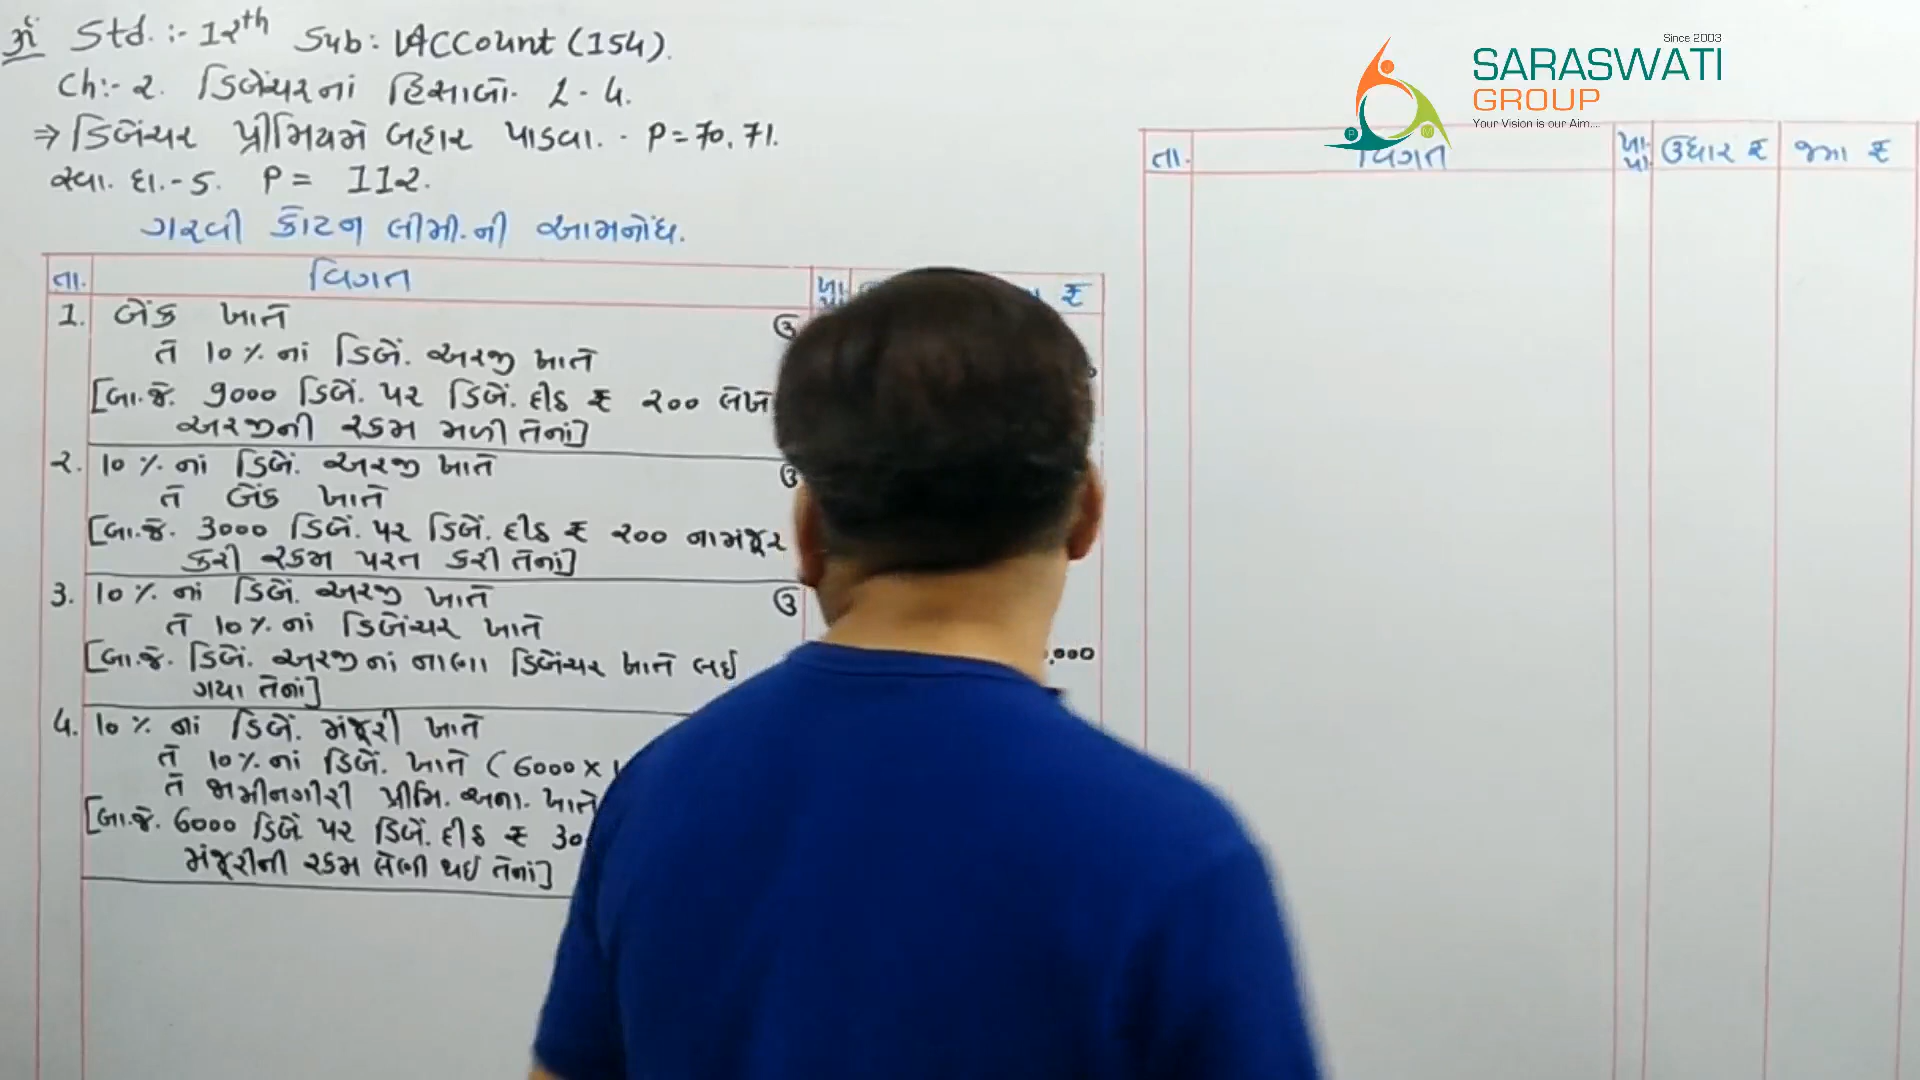 ૐ Std. :- 12th Sub : Account (154).
Ch:- 2. ડિબેંચરનાં હિસાબો. L - 4.
⇒ ડિબેંચર પ્રીમિયમે બહાર પાડવા. - P = 70, 71.
સ્વા. દા. - 5. P = 112.
ગરવી કોટન લીમી. ની આમનોંધ.
તા. વિગત ₹
1. બેંક ખાતે ઉ
તે 10% નાં ડિબેં. અરજી ખાતે
[બા.જે. 9000 ડિબેં. પર ડિબેં. દીઠ ₹ 200 લેખે
અરજીની રકમ મળી તેનાં]
2. 10% નાં ડિબેં. અરજી ખાતે ઉ
તે બેંક ખાતે
[બા.જે. 3000 ડિબેં. પર ડિબેં. દીઠ ₹ 200 નામંજૂર
કરી રકમ પરત કરી તેનાં]
3. 10% નાં ડિબેં. અરજી ખાતે ઉ
તે 10% નાં ડિબેંચર ખાતે
[બા.જે. ડિબેં. અરજીનાં નાણા ડિબેંચર ખાતે લઈ ,000
ગયા તેનાં]
4. 10% નાં ડિબેં. મંજૂરી ખાતે
તે 10% નાં ડિબેં. ખાતે (6000 ×
તે જામીનગીરી પ્રીમિ. અના. ખાતે
[બા.જે. 6000 ડિબેં પર ડિબેં. દીઠ ₹ 30
મંજૂરીની રકમ લેણી થઈ તેનાં]
Since 2003
SARASWATI
GROUP
Your Vision is our Aim....
તા. વિગત ખા. પા. ઉધાર ₹ જમા ₹